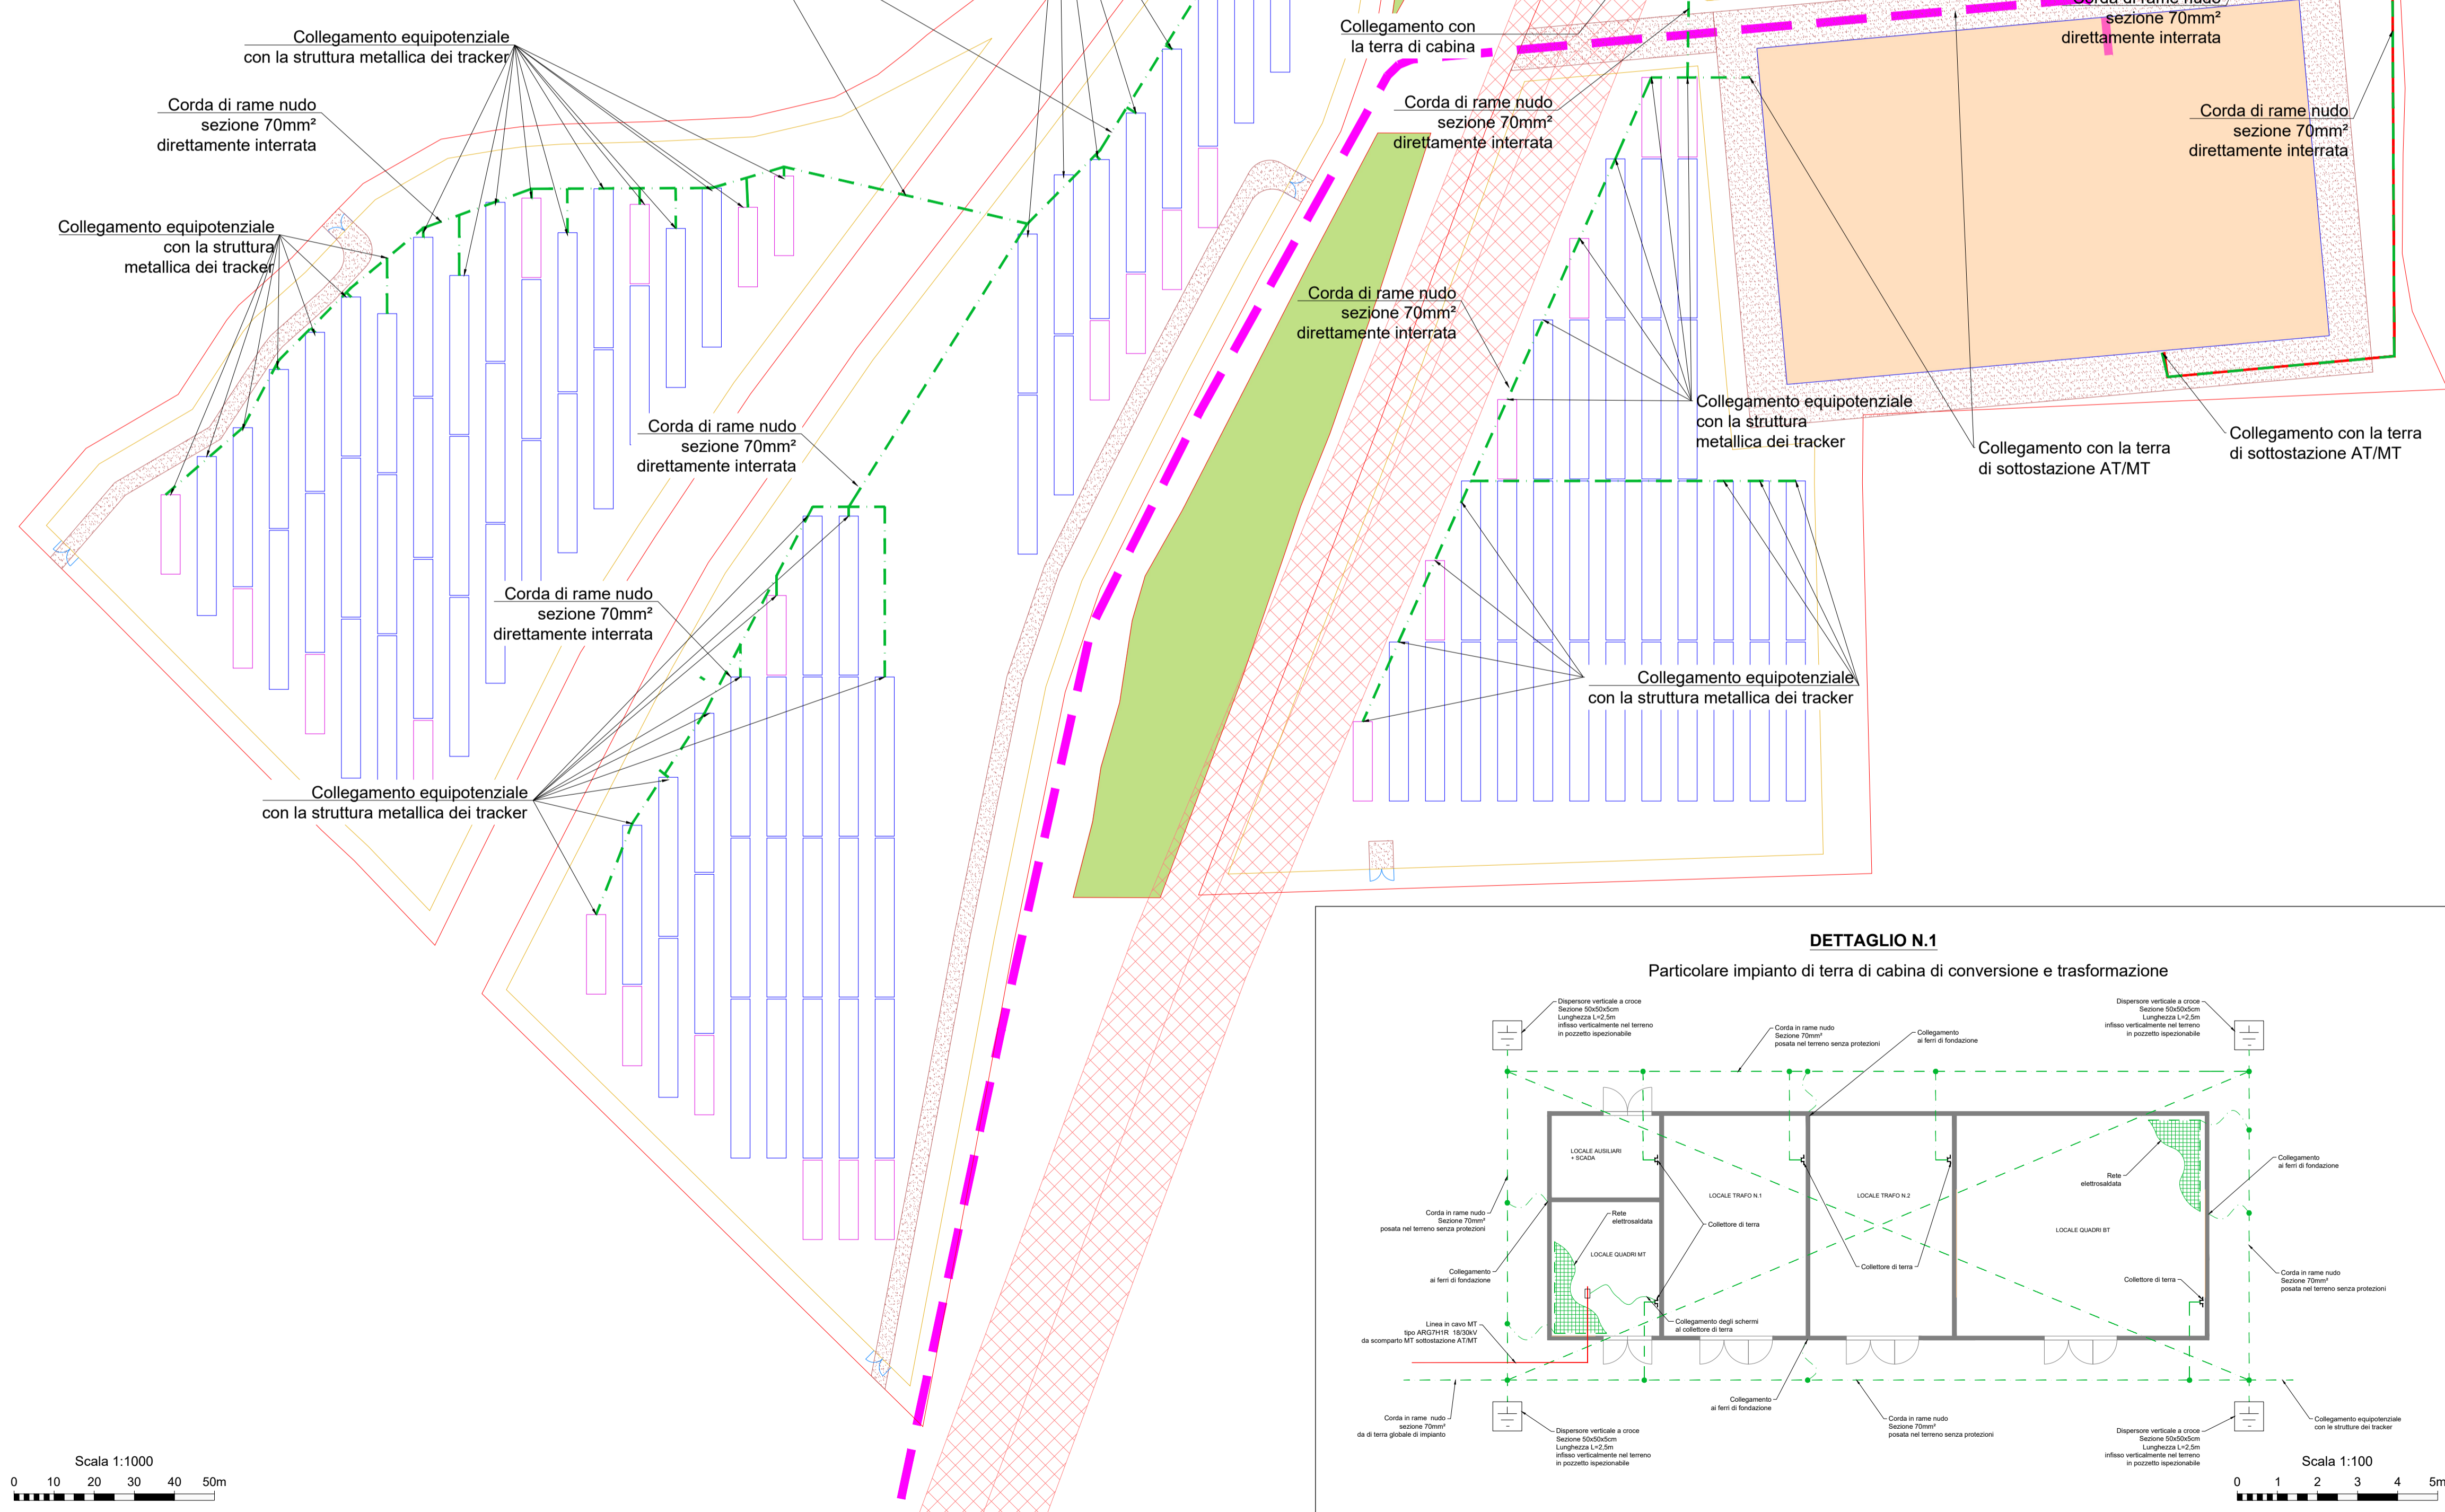 Collegamento equipotenziale
con la struttura metallica dei tracker
Corda di rame nudo
sezione 70mm²
direttamente interrata
Collegamento equipotenziale
con la struttura
metallica dei tracker
Collegamento con
la terra di cabina
Corda di rame nudo
sezione 70mm²
direttamente interrata
Corda di rame nudo
sezione 70mm²
direttamente interrata
Corda di rame nudo
sezione 70mm²
direttamente interrata
Corda di rame nudo
sezione 70mm²
direttamente interrata
Collegamento equipotenziale
con la struttura
metallica dei tracker
Collegamento con la terra
di sottostazione AT/MT
Collegamento con la terra
di sottostazione AT/MT
Corda di rame nudo
sezione 70mm²
direttamente interrata
Corda di rame nudo
sezione 70mm²
direttamente interrata
Collegamento equipotenziale
con la struttura metallica dei tracker
Collegamento equipotenziale
con la struttura metallica dei tracker
DETTAGLIO N.1
Particolare impianto di terra di cabina di conversione e trasformazione
Dispersore verticale a croce
Sezione 50x50x5cm
Lunghezza L=2,5m
infisso verticalmente nel terreno
in pozzetto ispezionabile
Corda in rame nudo
Sezione 70mm²
posata nel terreno senza protezioni
Collegamento
ai ferri di fondazione
Dispersore verticale a croce
Sezione 50x50x5cm
Lunghezza L=2,5m
infisso verticalmente nel terreno
in pozzetto ispezionabile
LOCALE AUSILIARI
+ SCADA
LOCALE TRAFO N.1
LOCALE TRAFO N.2
Rete
elettrosaldata
Collegamento
ai ferri di fondazione
Corda in rame nudo
Sezione 70mm²
posata nel terreno senza protezioni
Rete
elettrosaldata
Collettore di terra
LOCALE QUADRI BT
LOCALE QUADRI MT
Collegamento
ai ferri di fondazione
Collettore di terra
Collettore di terra
Corda in rame nudo
Sezione 70mm²
posata nel terreno senza protezioni
Linea in cavo MT
tipo ARG7H1R 18/30kV
da scomparto MT sottostazione AT/MT
Collegamento degli schermi
al collettore di terra
Collegamento
ai ferri di fondazione
Corda in rame nudo
sezione 70mm²
da di terra globale di impianto
Dispersore verticale a croce
Sezione 50x50x5cm
Lunghezza L=2,5m
infisso verticalmente nel terreno
in pozzetto ispezionabile
Corda in rame nudo
Sezione 70mm²
posata nel terreno senza protezioni
Dispersore verticale a croce
Sezione 50x50x5cm
Lunghezza L=2,5m
infisso verticalmente nel terreno
in pozzetto ispezionabile
Collegamento equipotenziale
con le strutture dei tracker
Scala 1:1000
0 10 20 30 40 50m
Scala 1:100
0 1 2 3 4 5m